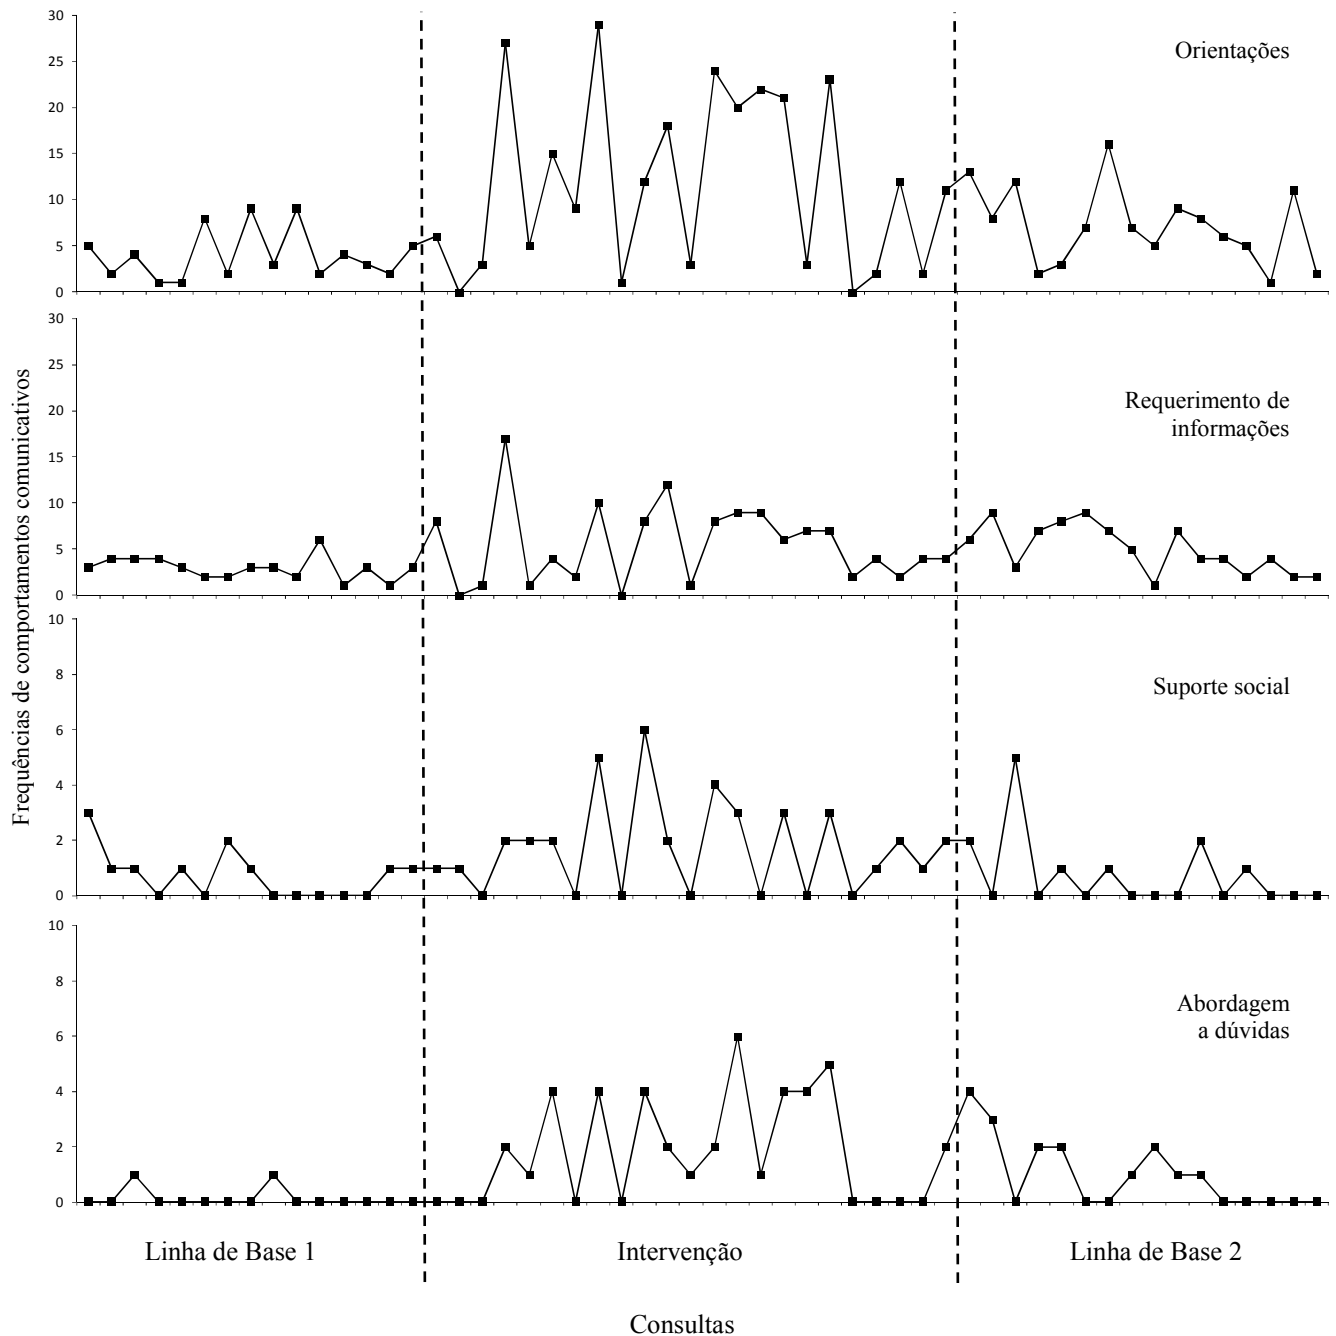 30
25
20
15
10
5
0
Orientações
30
25
20
15
10
5
0
Requerimento de
informações
10
8
6
4
2
0
Suporte social
10
8
6
4
2
0
Abordagem
a dúvidas
Frequências de comportamentos comunicativos
Linha de Base 1
Intervenção
Linha de Base 2
Consultas